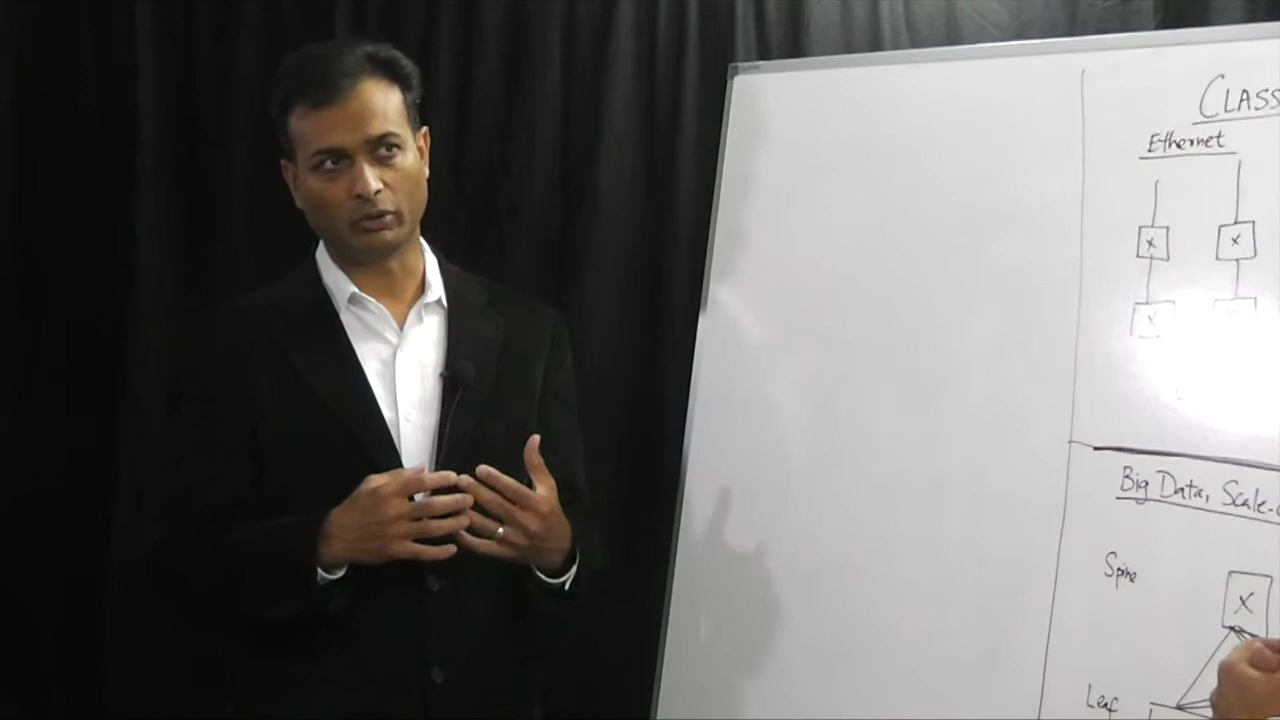 CLASS
Ethernet
X X
X
Big Data, Scale-
Spine
X
Leaf